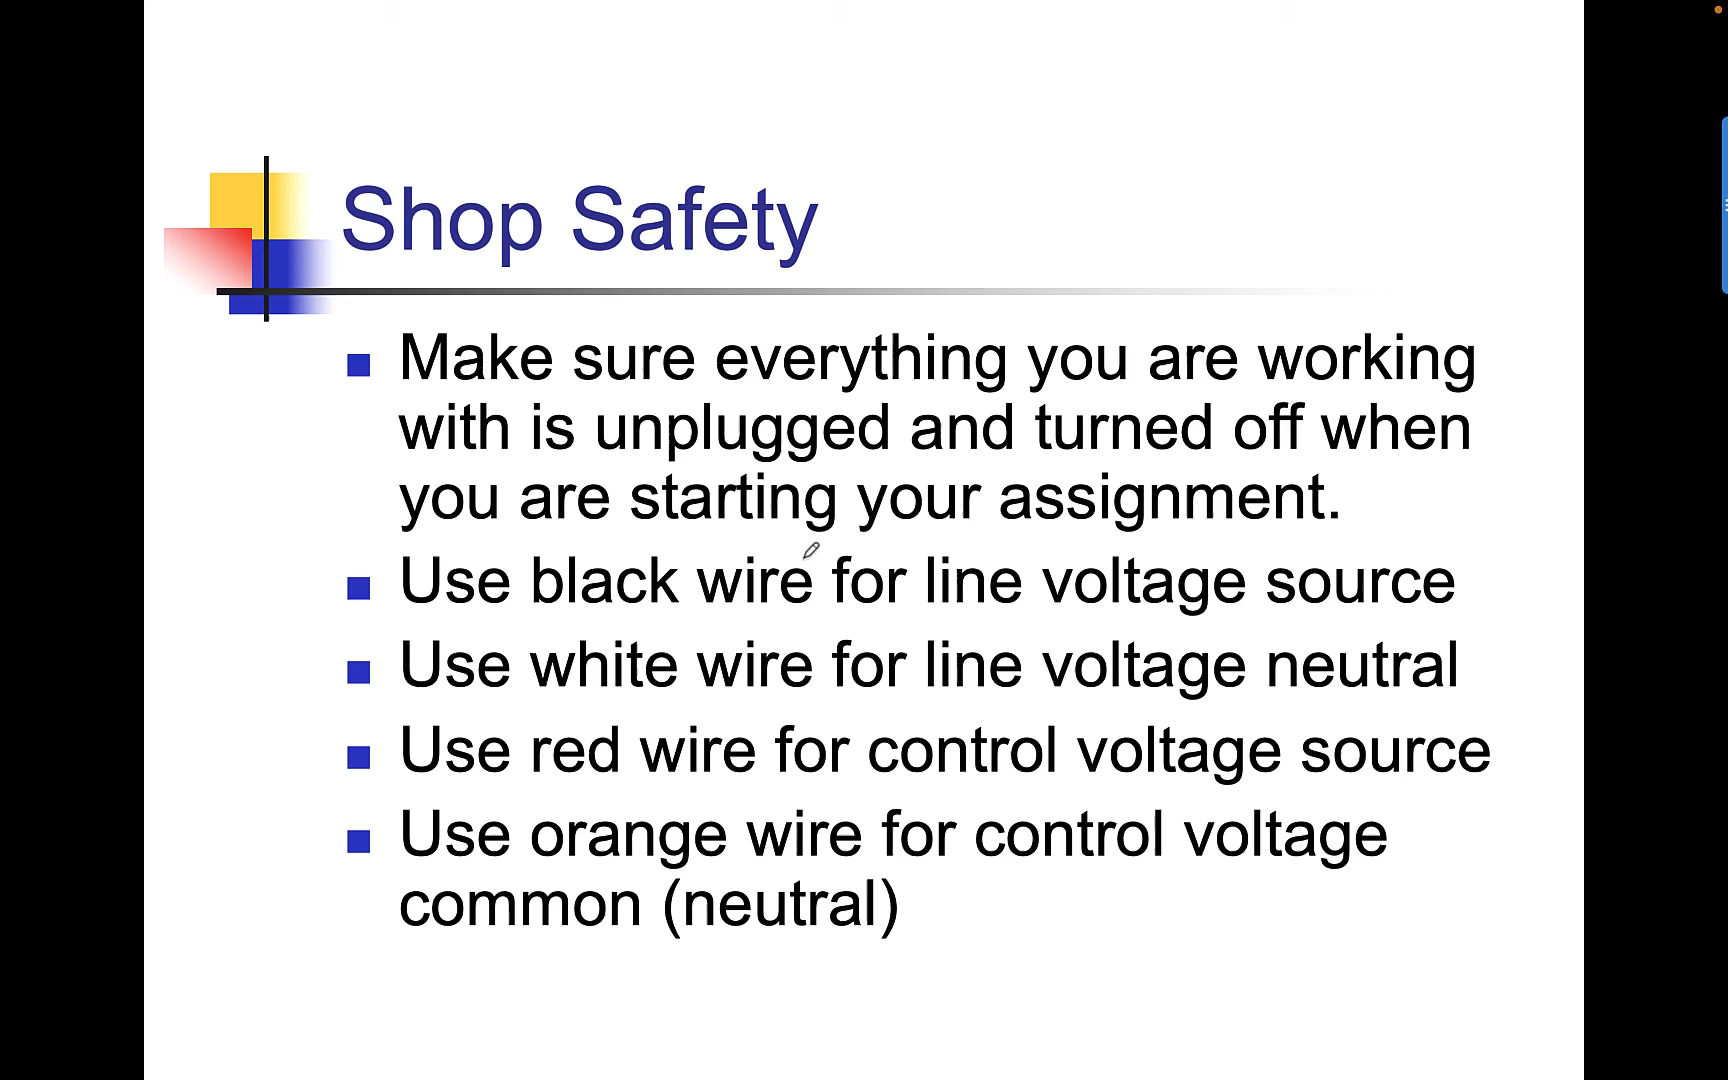 Shop Safety
Make sure everything you are working
with is unplugged and turned off when
you are starting your assignment.
Use black wire for line voltage source
Use white wire for line voltage neutral
Use red wire for control voltage source
Use orange wire for control voltage
common (neutral)